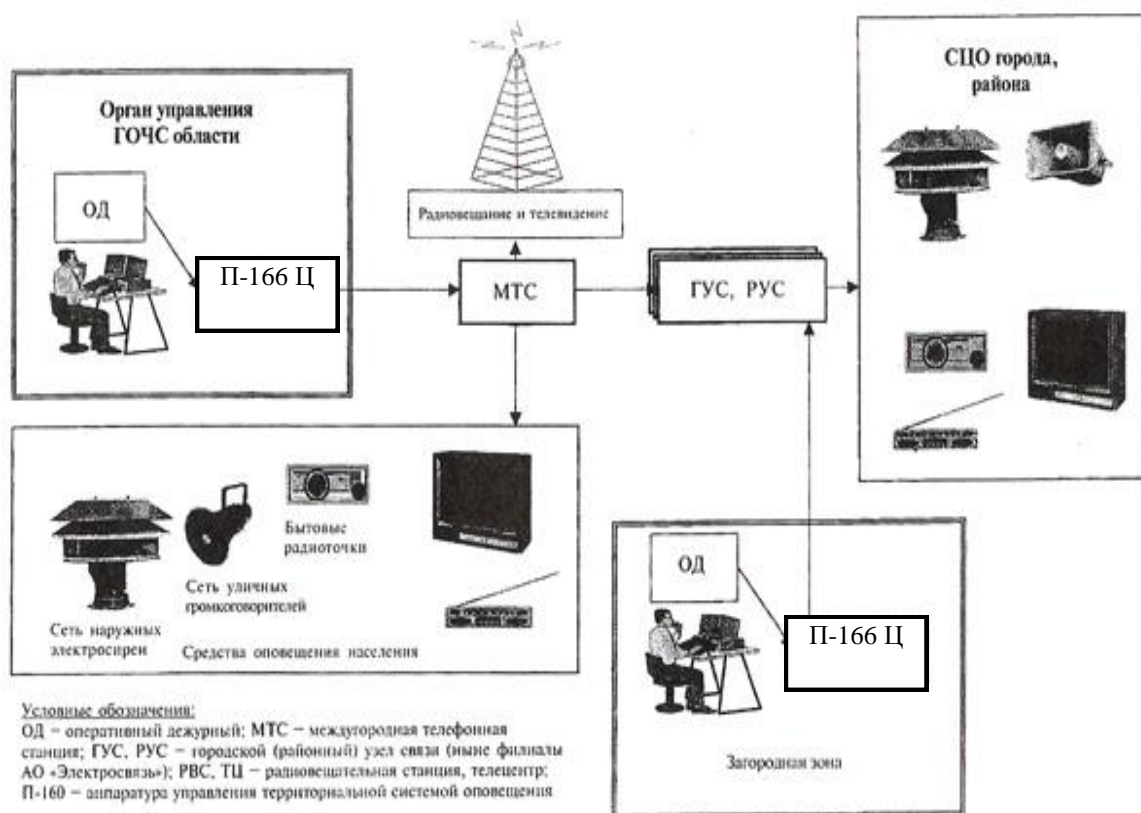 Орган управления
ГОЧС области
ОД
П-166 Ц
Радиовещание и телевидение
МТС
ГУС, РУС
СЦО города,
района
Бытовые
радиоточки
Сеть уличных
громкоговорителей
Сеть наружных
электросирен
Средства оповещения населения
ОД
П-166 Ц
Загородная зона
Условные обозначения:
ОД – оперативный дежурный; МТС – междугородная телефонная
станция; ГУС, РУС – городской (районный) узел связи (ныне филиалы
АО «Электросвязь»); РВС, ТЦ – радиовещательная станция, телецентр;
П-160 – аппаратура управления территориальной системой оповещения